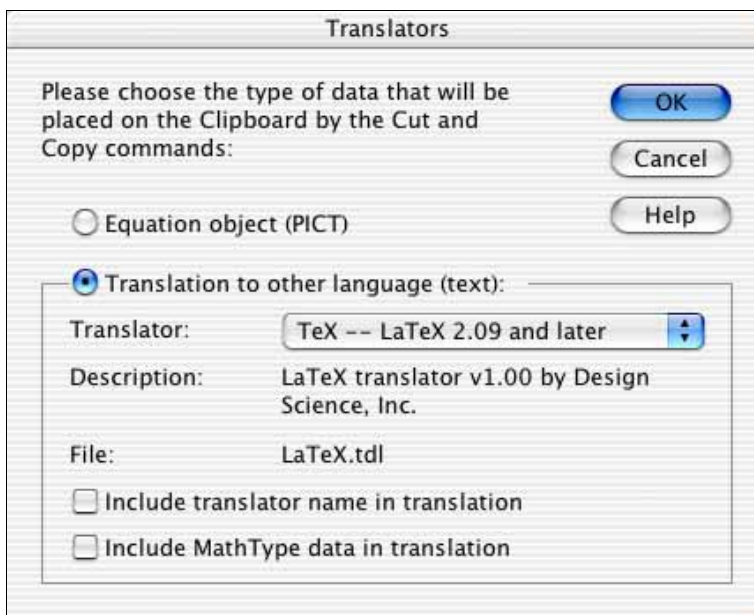 Translators
Please choose the type of data that will be
placed on the Clipboard by the Cut and
Copy commands:
OK
Cancel
Help
Equation object (PICT)
Translation to other language (text):
Translator: TeX -- LaTeX 2.09 and later
Description: LaTeX translator v1.00 by Design
Science, Inc.
File: LaTeX.tdl
Include translator name in translation
Include MathType data in translation